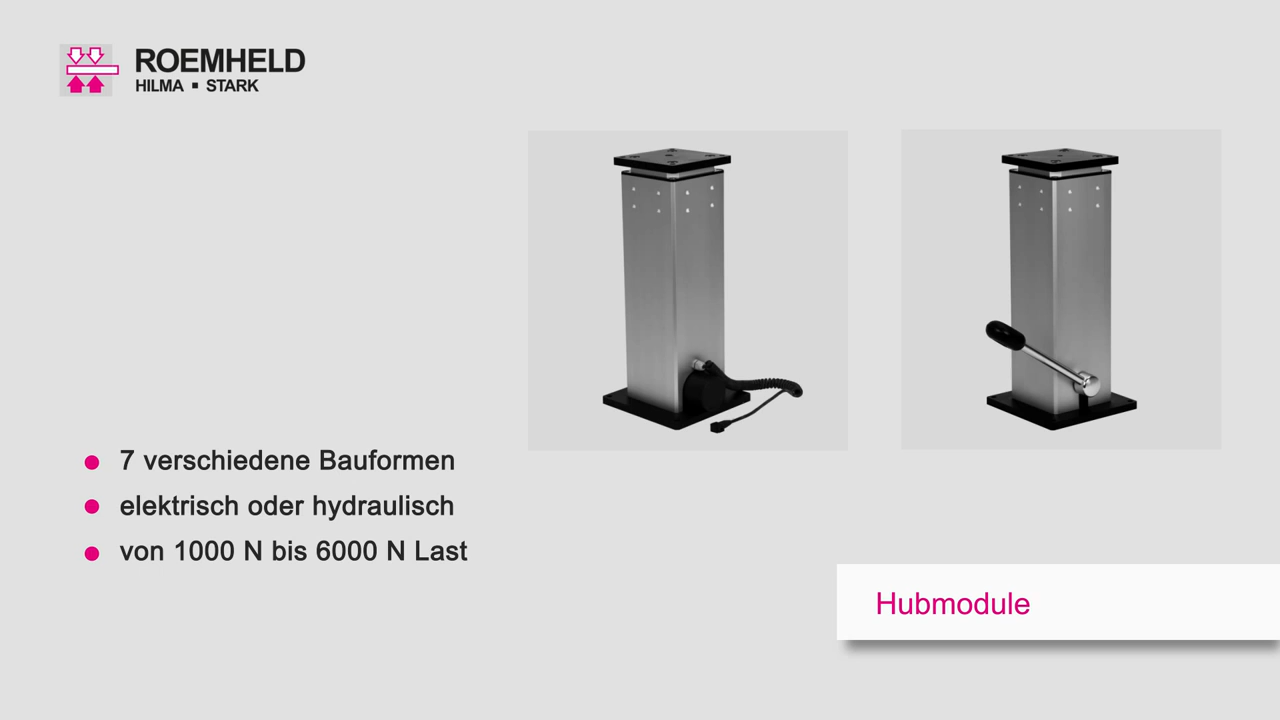 ROEMHELD
HILMA ▪ STARK
7 verschiedene Bauformen
elektrisch oder hydraulisch
von 1000 N bis 6000 N Last
Hubmodule